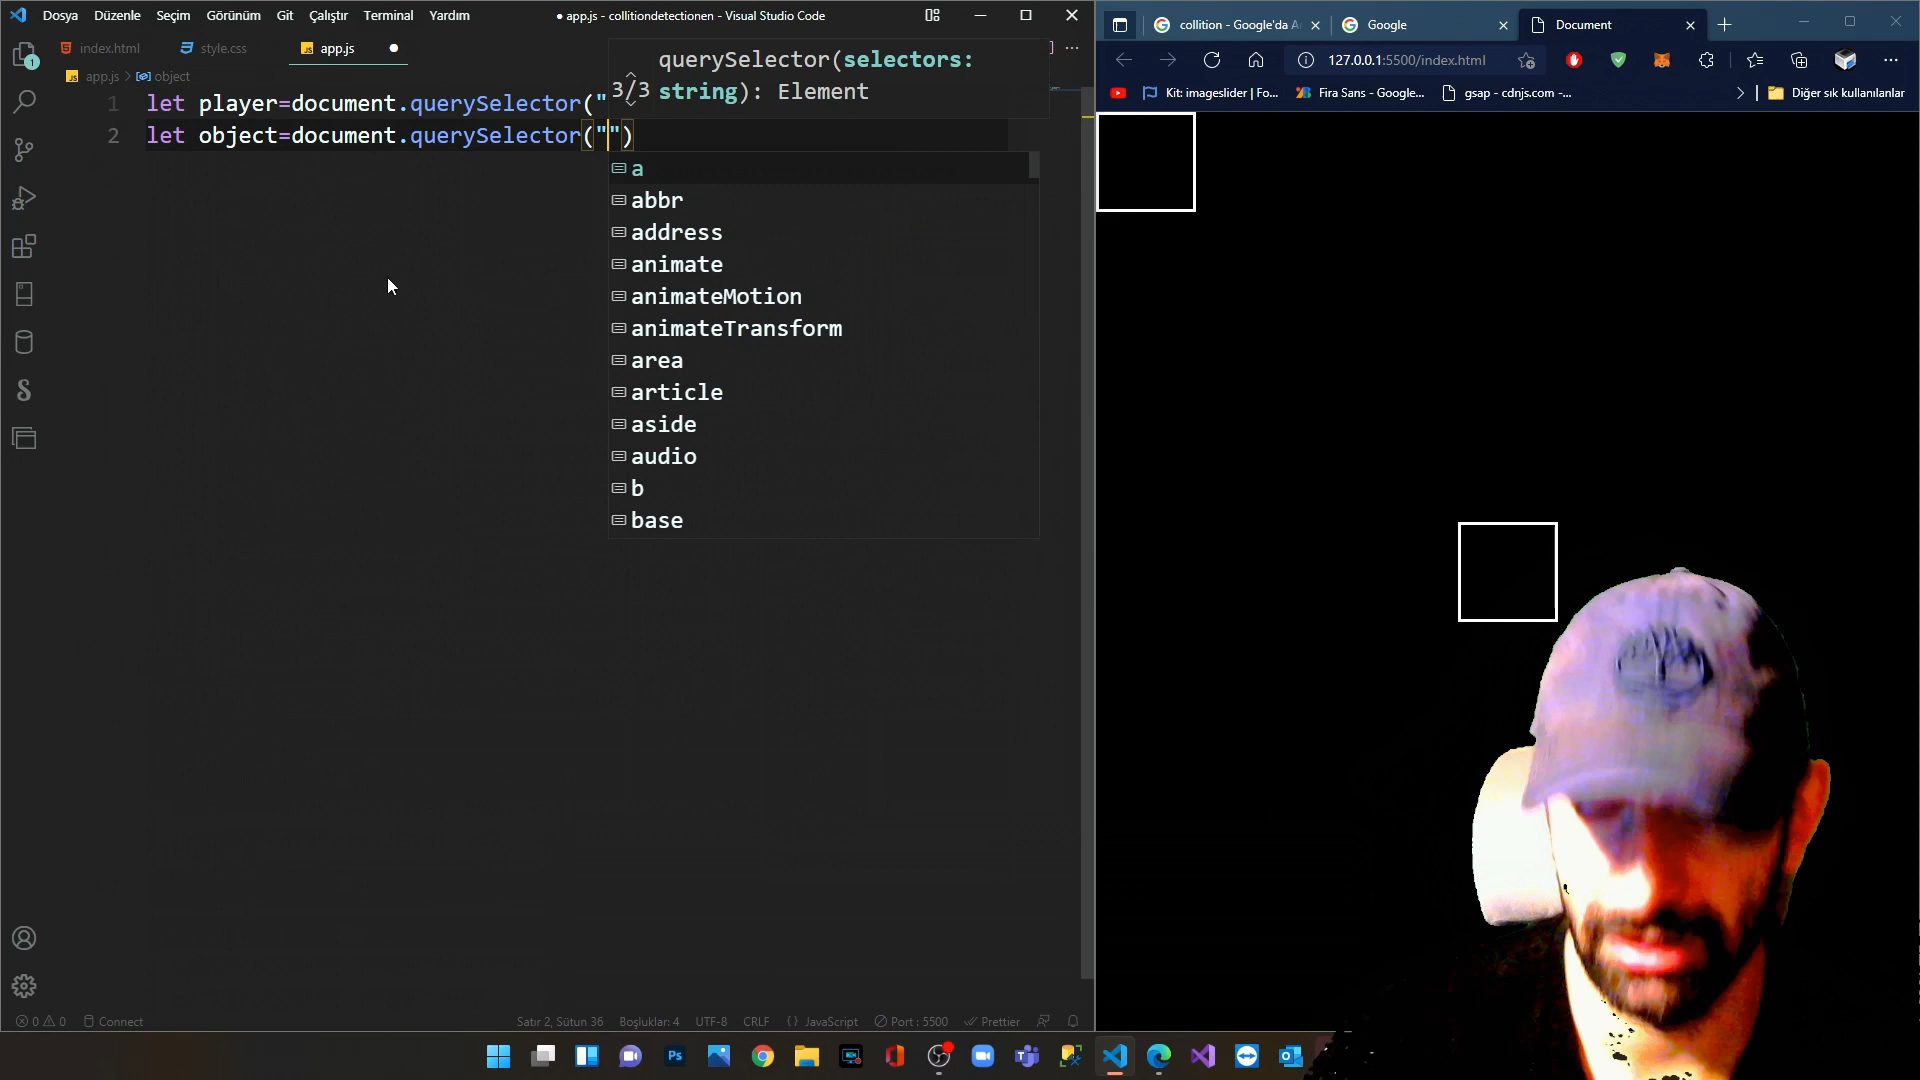 Dosya Düzenle Seçim Görünüm Git Çalıştır Terminal Yardım
● app.js - collitiondetectionen - Visual Studio Code
index.html
style.css
app.js
app.js > object
1 let player=document.querySelector("
2 let object=document.querySelector("")
3/3
querySelector(selectors:
string): Element
a
abbr
address
animate
animateMotion
animateTransform
area
article
aside
audio
b
base
1
0 0 Connect
Satır 2, Sütun 36 Boşluklar: 4 UTF-8 CRLF {} JavaScript Port : 5500 Prettier
collition - Google'da A
Google
Document
127.0.0.1:5500/index.html
Kit: imageslider | Fo...
Fira Sans - Google...
gsap - cdnjs.com -...
Diğer sık kullanılanlar
Ps